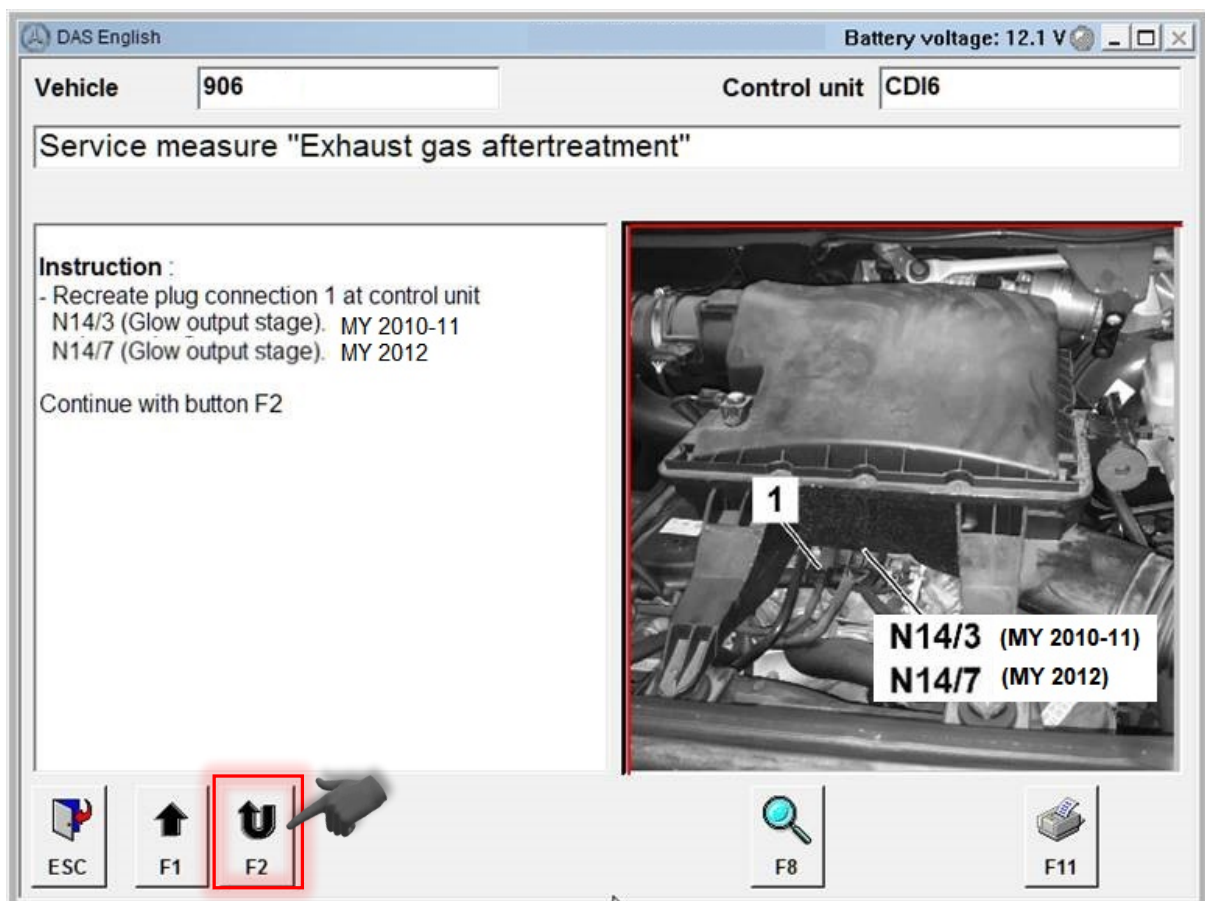 DAS English
Battery voltage: 12.1 V
Vehicle 906 Control unit CDI6
Service measure "Exhaust gas aftertreatment"
Instruction :
- Recreate plug connection 1 at control unit
N14/3 (Glow output stage). MY 2010-11
N14/7 (Glow output stage). MY 2012
Continue with button F2
1
N14/3 (MY 2010-11)
N14/7 (MY 2012)
ESC F1 F2 F8 F11